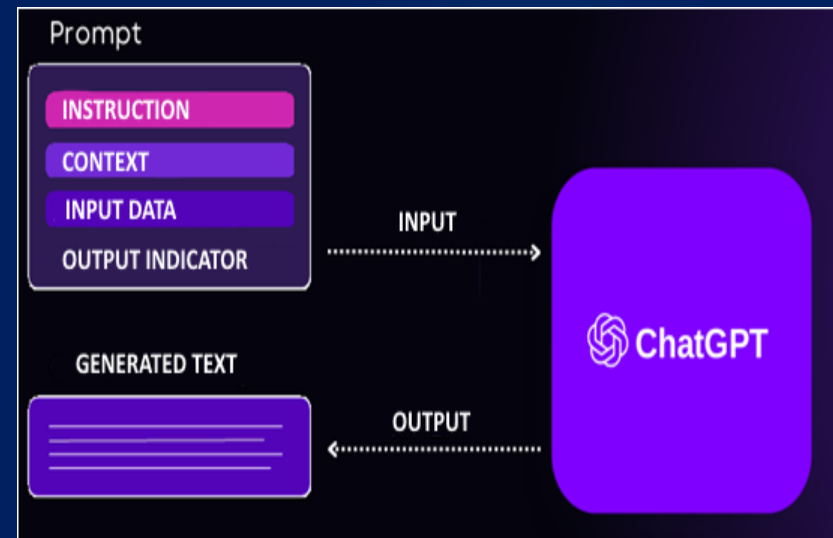 Prompt
INSTRUCTION
CONTEXT
INPUT DATA
OUTPUT INDICATOR
INPUT
ChatGPT
GENERATED TEXT
OUTPUT